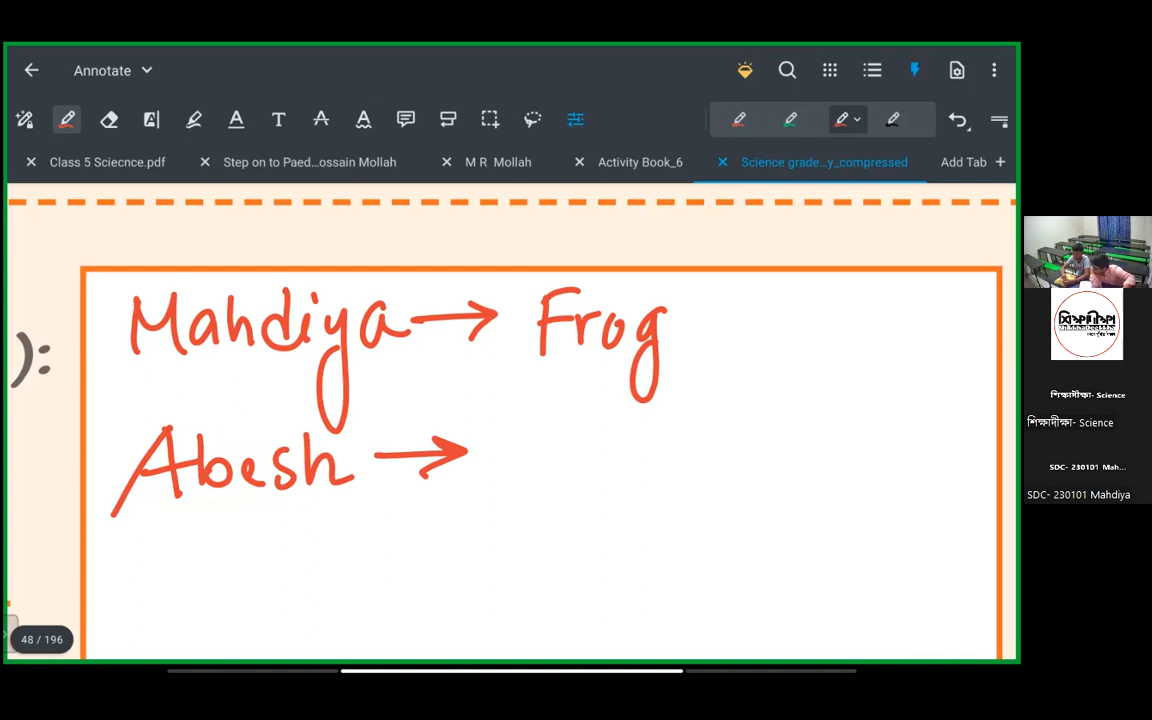 Annotate
Class 5 Sciecnce.pdf
Step on to Paed...ossain Mollah
M R Mollah
Activity Book_6
Science grade...y_compressed
Add Tab
Mahdiya → Frog
):
Abesh →
48 / 196
শিক্ষাদীক্ষা
শিক্ষাদীক্ষা- Science
শিক্ষাদীক্ষা- Science
SDC- 230101 Mah...
SDC- 230101 Mahdiya